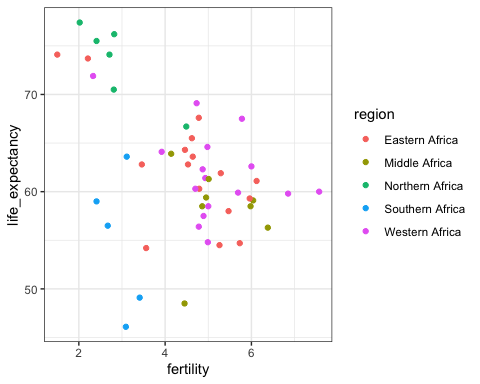 life_expectancy
70
60
50
2
4
6
fertility
region
Eastern Africa
Middle Africa
Northern Africa
Southern Africa
Western Africa